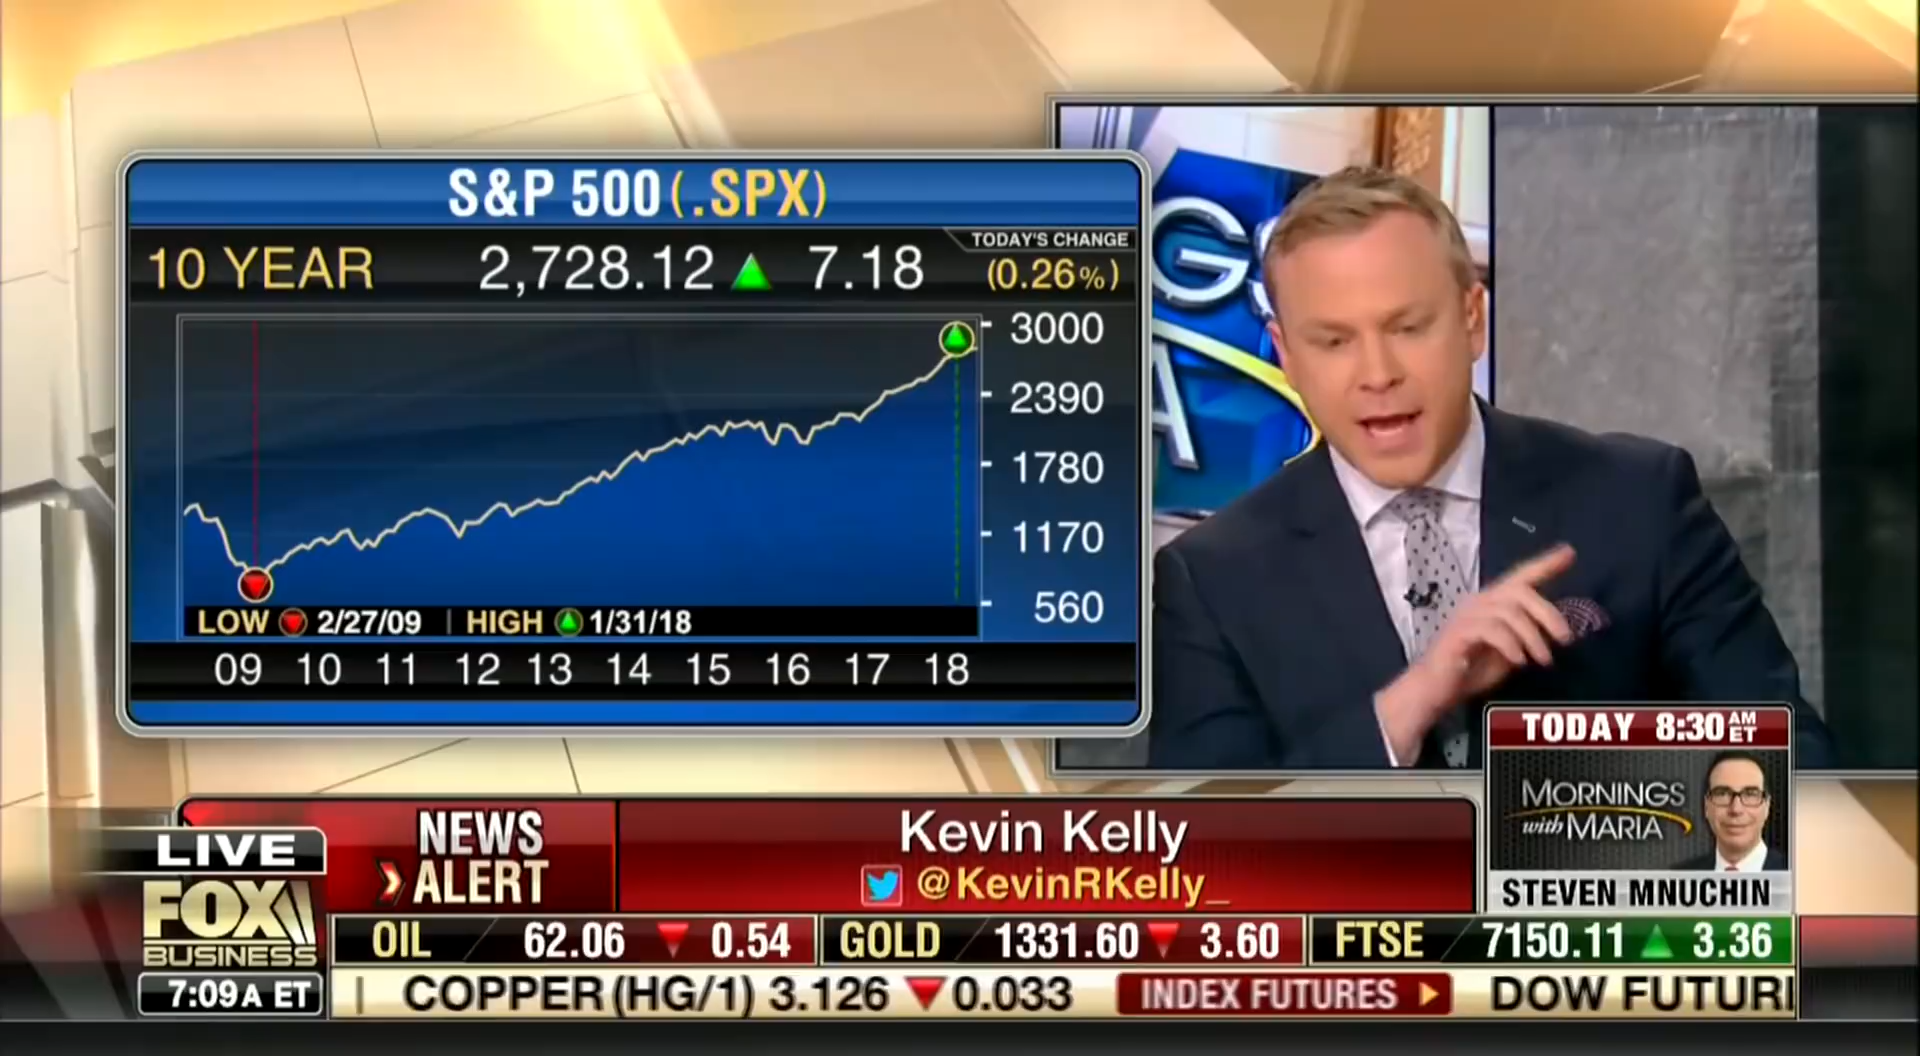 S&P 500 (.SPX)
10 YEAR 2,728.12 ▲ 7.18
TODAY'S CHANGE
(0.26%)
3000
2390
1780
1170
560
LOW ▼ 2/27/09 | HIGH ▲ 1/31/18
09 10 11 12 13 14 15 16 17 18
GS
A
TODAY 8:30 AM ET
MORNINGS
with MARIA
STEVEN MNUCHIN
NEWS
ALERT
Kevin Kelly
@KevinRKelly_
LIVE
FOX
BUSINESS
7:09A ET
OIL 62.06 ▼ 0.54 GOLD 1331.60 ▼ 3.60 FTSE 7150.11 ▲ 3.36
| COPPER (HG/1) 3.126 ▼ 0.033 INDEX FUTURES ▶ DOW FUTURI